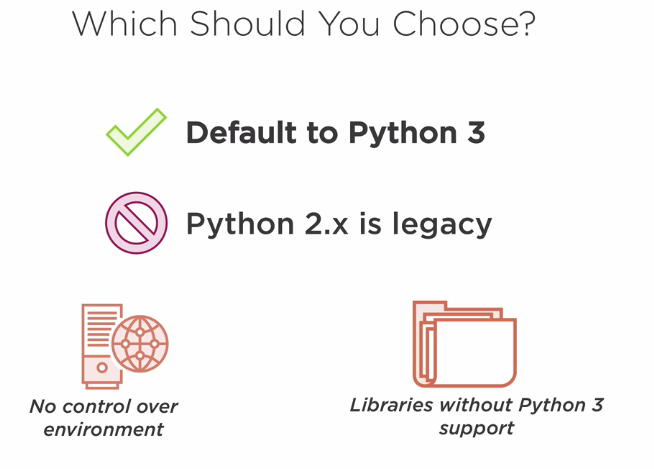 Which Should You Choose?
Default to Python 3
Python 2.x is legacy
No control over
environment
Libraries without Python 3
support